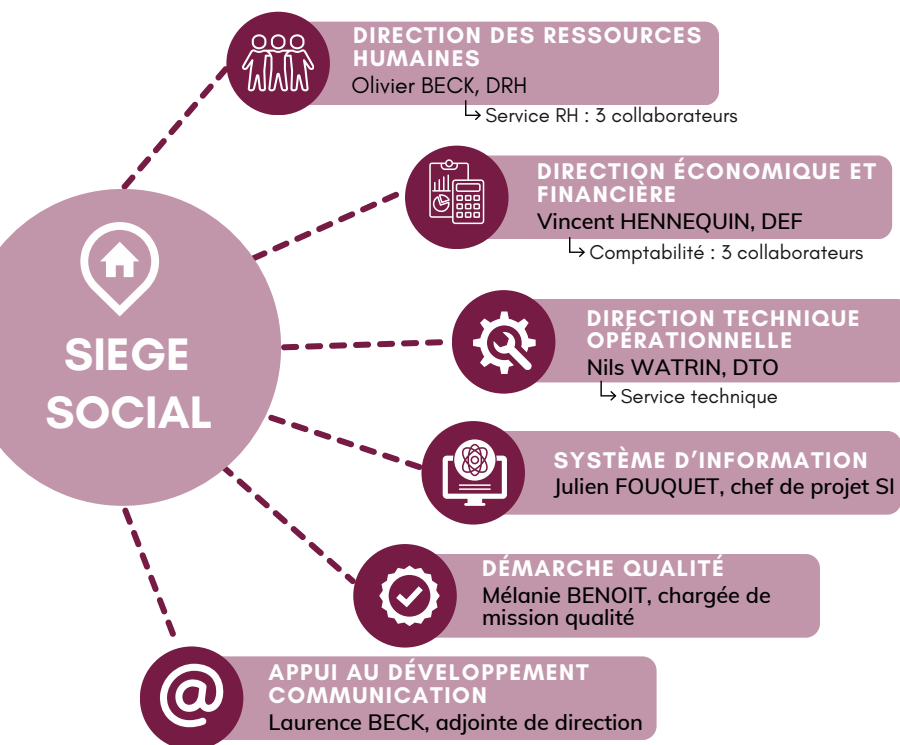 DIRECTION DES RESSOURCES
HUMAINES
Olivier BECK, DRH
Service RH : 3 collaborateurs
DIRECTION ÉCONOMIQUE ET
FINANCIÈRE
Vincent HENNEQUIN, DEF
Comptabilité : 3 collaborateurs
SIEGE
SOCIAL
DIRECTION TECHNIQUE
OPÉRATIONNELLE
Nils WATRIN, DTO
Service technique
SYSTÈME D’INFORMATION
Julien FOUQUET, chef de projet SI
DÉMARCHE QUALITÉ
Mélanie BENOIT, chargée de
mission qualité
@
APPUI AU DÉVELOPPEMENT
COMMUNICATION
Laurence BECK, adjointe de direction